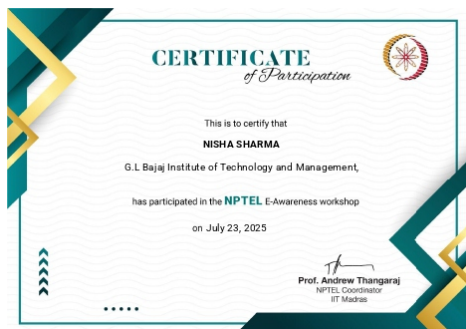 CERTIFICATE
of Participation
This is to certify that
NISHA SHARMA
G.L Bajaj Institute of Technology and Management,
has participated in the NPTEL E-Awareness workshop
on July 23, 2025
Prof. Andrew Thangaraj
NPTEL Coordinator
IIT Madras